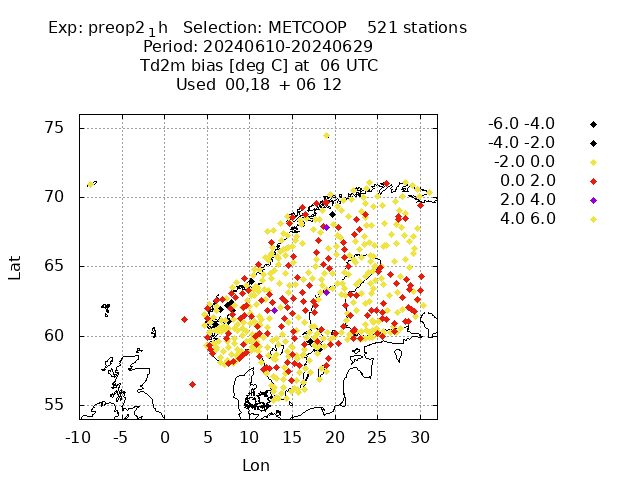 Exp: preop2₁h   Selection: METCOOP    521 stations
Period: 20240610-20240629
Td2m bias [deg C] at  06 UTC
Used  00,18  + 06 12
-6.0 -4.0
-4.0 -2.0
-2.0 0.0
0.0 2.0
2.0 4.0
4.0 6.0
75
70
65
60
55
Lat
-10 -5 0 5 10 15 20 25 30
Lon